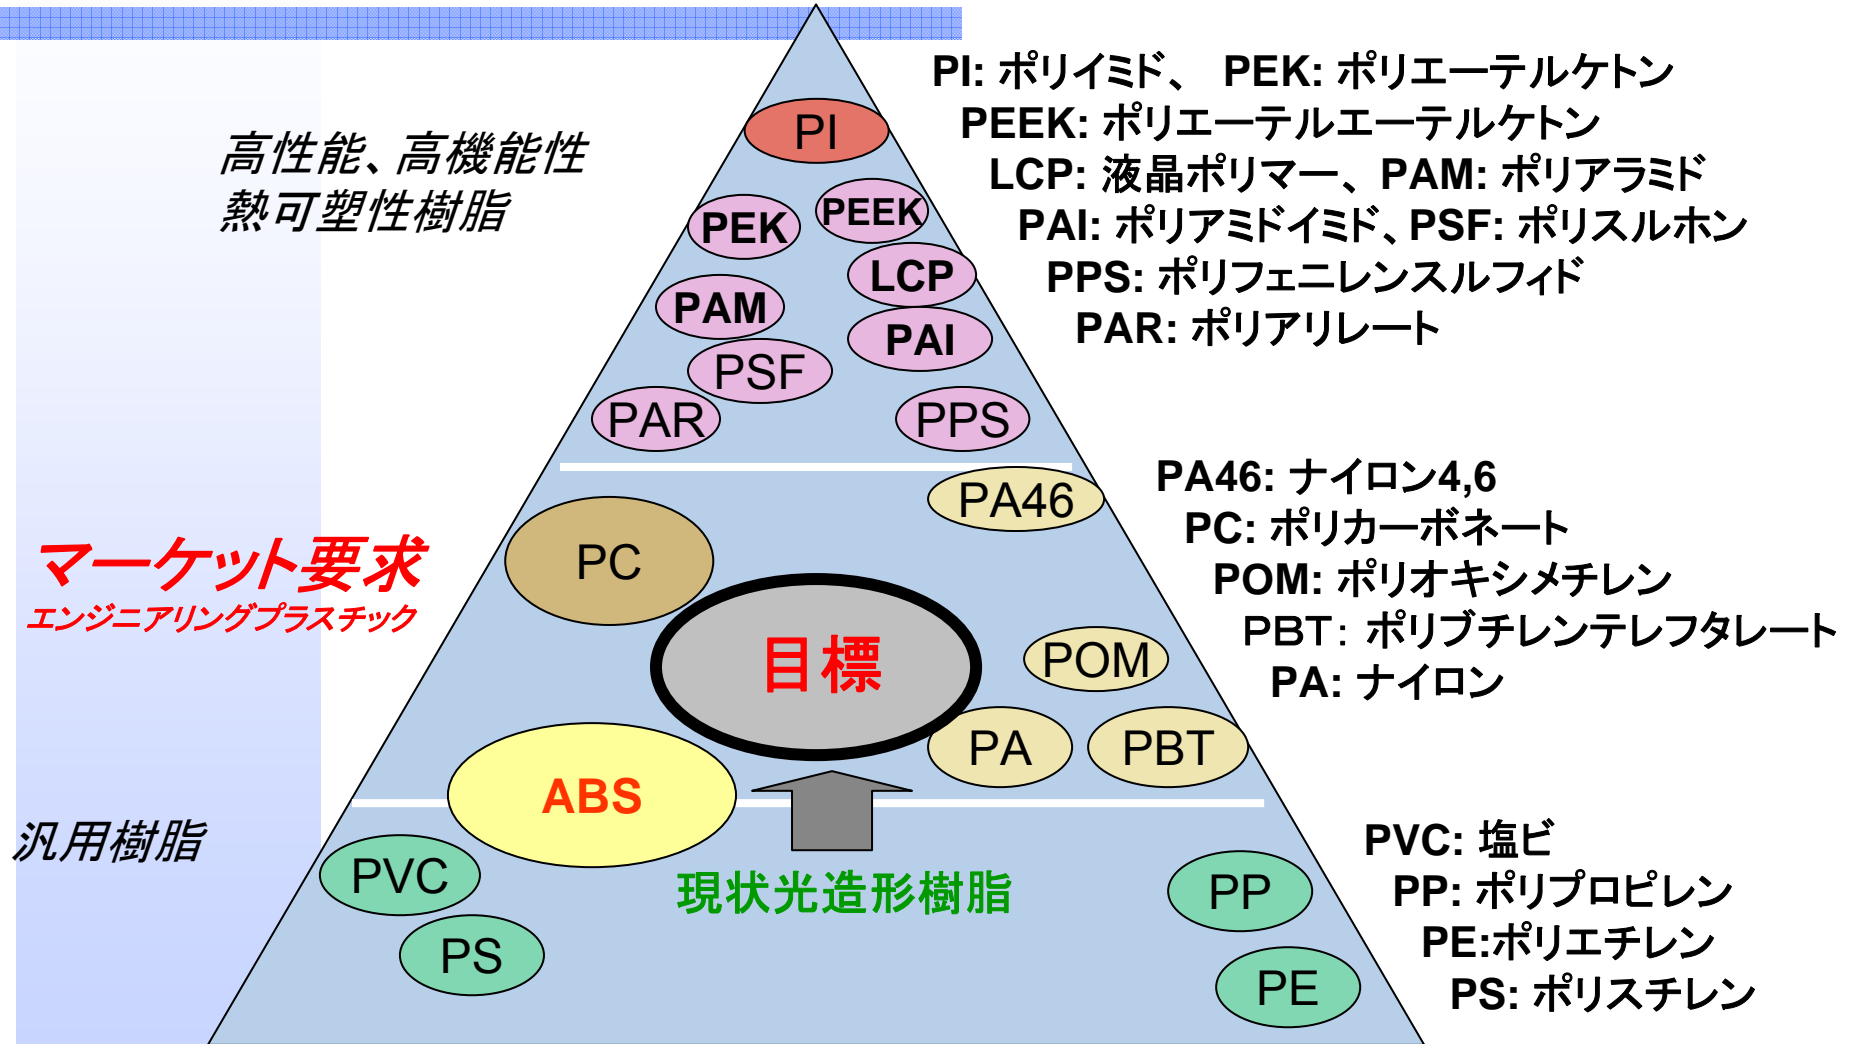 PI: ポリイミド、 PEK: ポリエーテルケトン
PEEK: ポリエーテルエーテルケトン
LCP: 液晶ポリマー、PAM: ポリアラミド
PAI: ポリアミドイミド、PSF: ポリスルホン
PPS: ポリフェニレンスルフィド
PAR: ポリアリレート
高性能、高機能性
熱可塑性樹脂
PI
PEK
PEEK
LCP
PAM
PAI
PSF
PAR
PPS
PA46: ナイロン4,6
PC: ポリカーボネート
POM: ポリオキシメチレン
PBT: ポリブチレンテレフタレート
PA: ナイロン
マーケット要求
エンジニアリングプラスチック
PA46
PC
目標
POM
PA
PBT
ABS
汎用樹脂
PVC
PS
現状光造形樹脂
PP
PE
PVC: 塩ビ
PP: ポリプロピレン
PE:ポリエチレン
PS: ポリスチレン